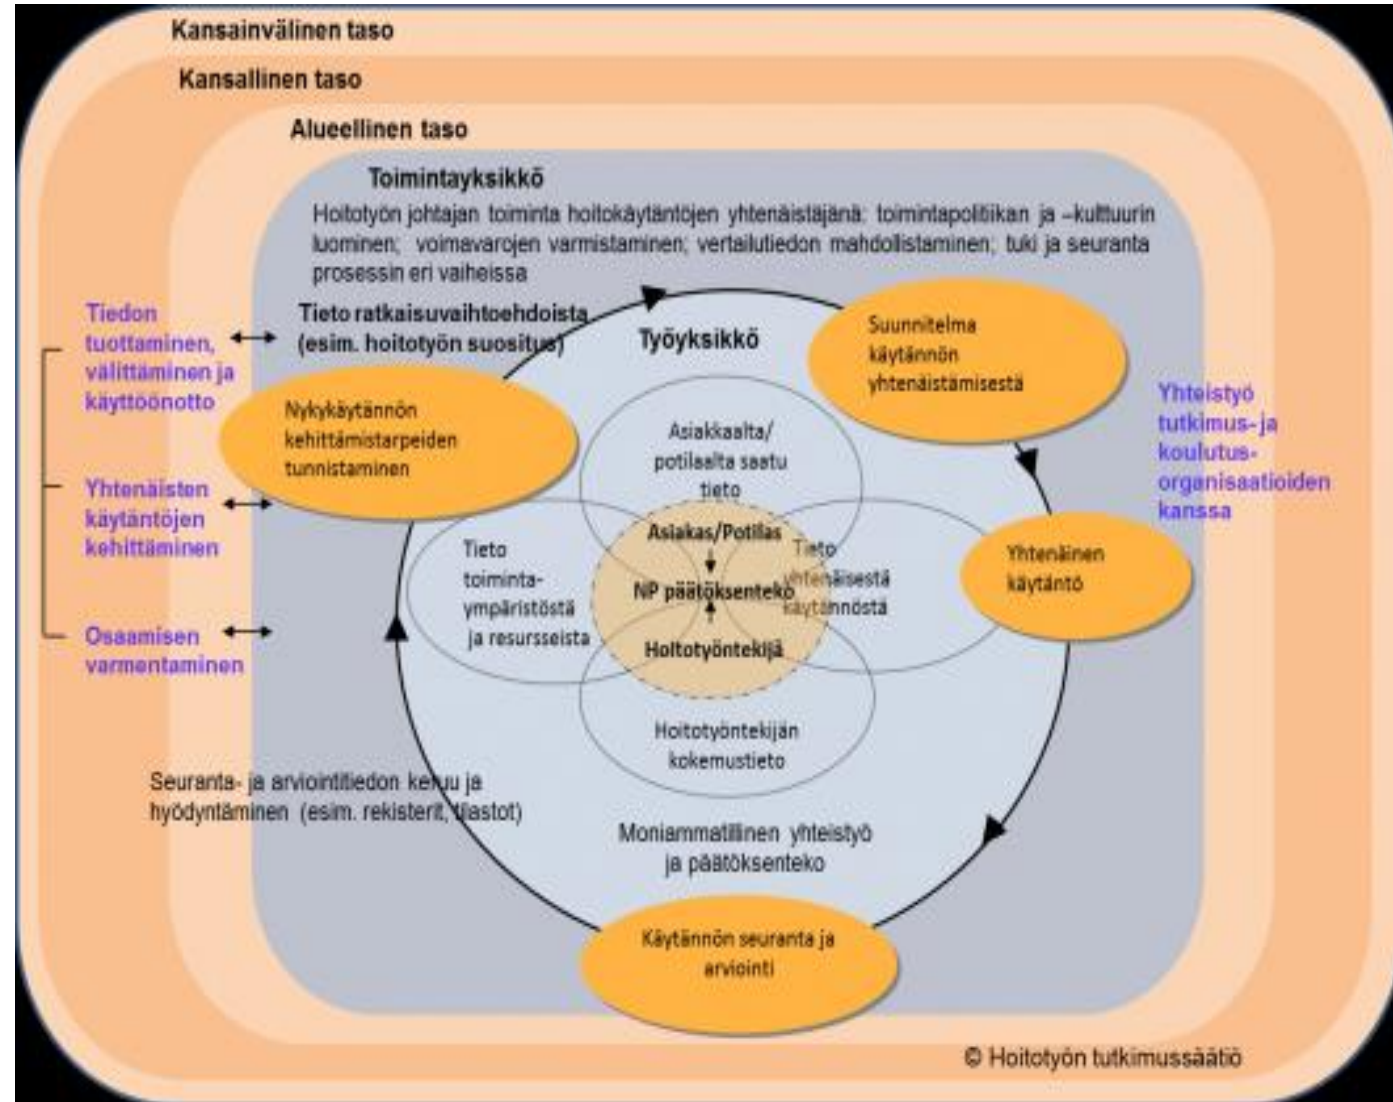 Kansainvälinen taso
Kansallinen taso
Alueellinen taso
Toimintayksikkö
Hoitotyön johtajan toiminta hoitokäytäntöjen yhtenäistäjänä: toimintapolitiikan ja –kulttuurin
luominen; voimavarojen varmistaminen; vertailutiedon mahdollistaminen; tuki ja seuranta
prosessin eri vaiheissa
Tiedon
tuottaminen,
välittäminen ja
käyttöönotto
Tieto ratkaisuvaihtoehdoista
(esim. hoitotyön suositus)
Työyksikkö
Suunnitelma
käytännön
yhtenäistämisestä
Nykykäytännön
kehittämistarpeiden
tunnistaminen
Asiakkaalta/
potilaalta saatu
tieto
Yhteistyö
tutkimus- ja
koulutus-
organisaatioiden
kanssa
Yhtenäisten
käytäntöjen
kehittäminen
Tieto
toiminta-
ympäristöstä
ja resursseista
Asiakas/Potilas
NP päätöksenteko
Hoitotyöntekijä
Tieto
yhtenäisestä
käytännöstä
Yhtenäinen
käytäntö
Osaamisen
varmentaminen
Hoitotyöntekijän
kokemustieto
Seuranta- ja arviointitiedon keruu ja
hyödyntäminen (esim. rekisterit, tilastot)
Moniammatillinen yhteistyö
ja päätöksenteko
Käytännön seuranta ja
arviointi
© Hoitotyön tutkimussäätiö